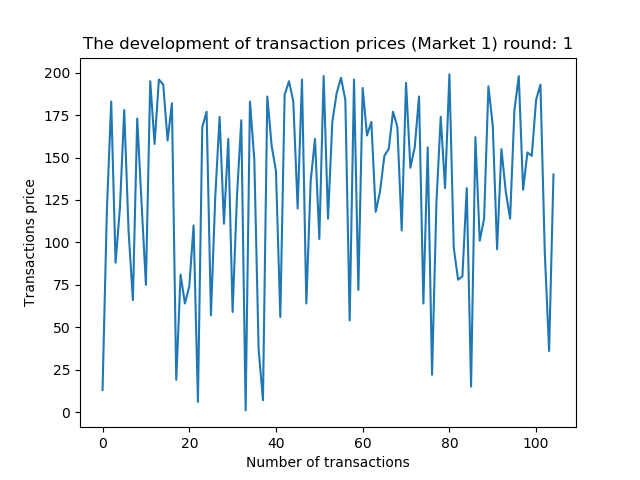 The development of transaction prices (Market 1) round: 1
200
175
150
125
100
75
50
25
0
Transactions price
0 20 40 60 80 100
Number of transactions